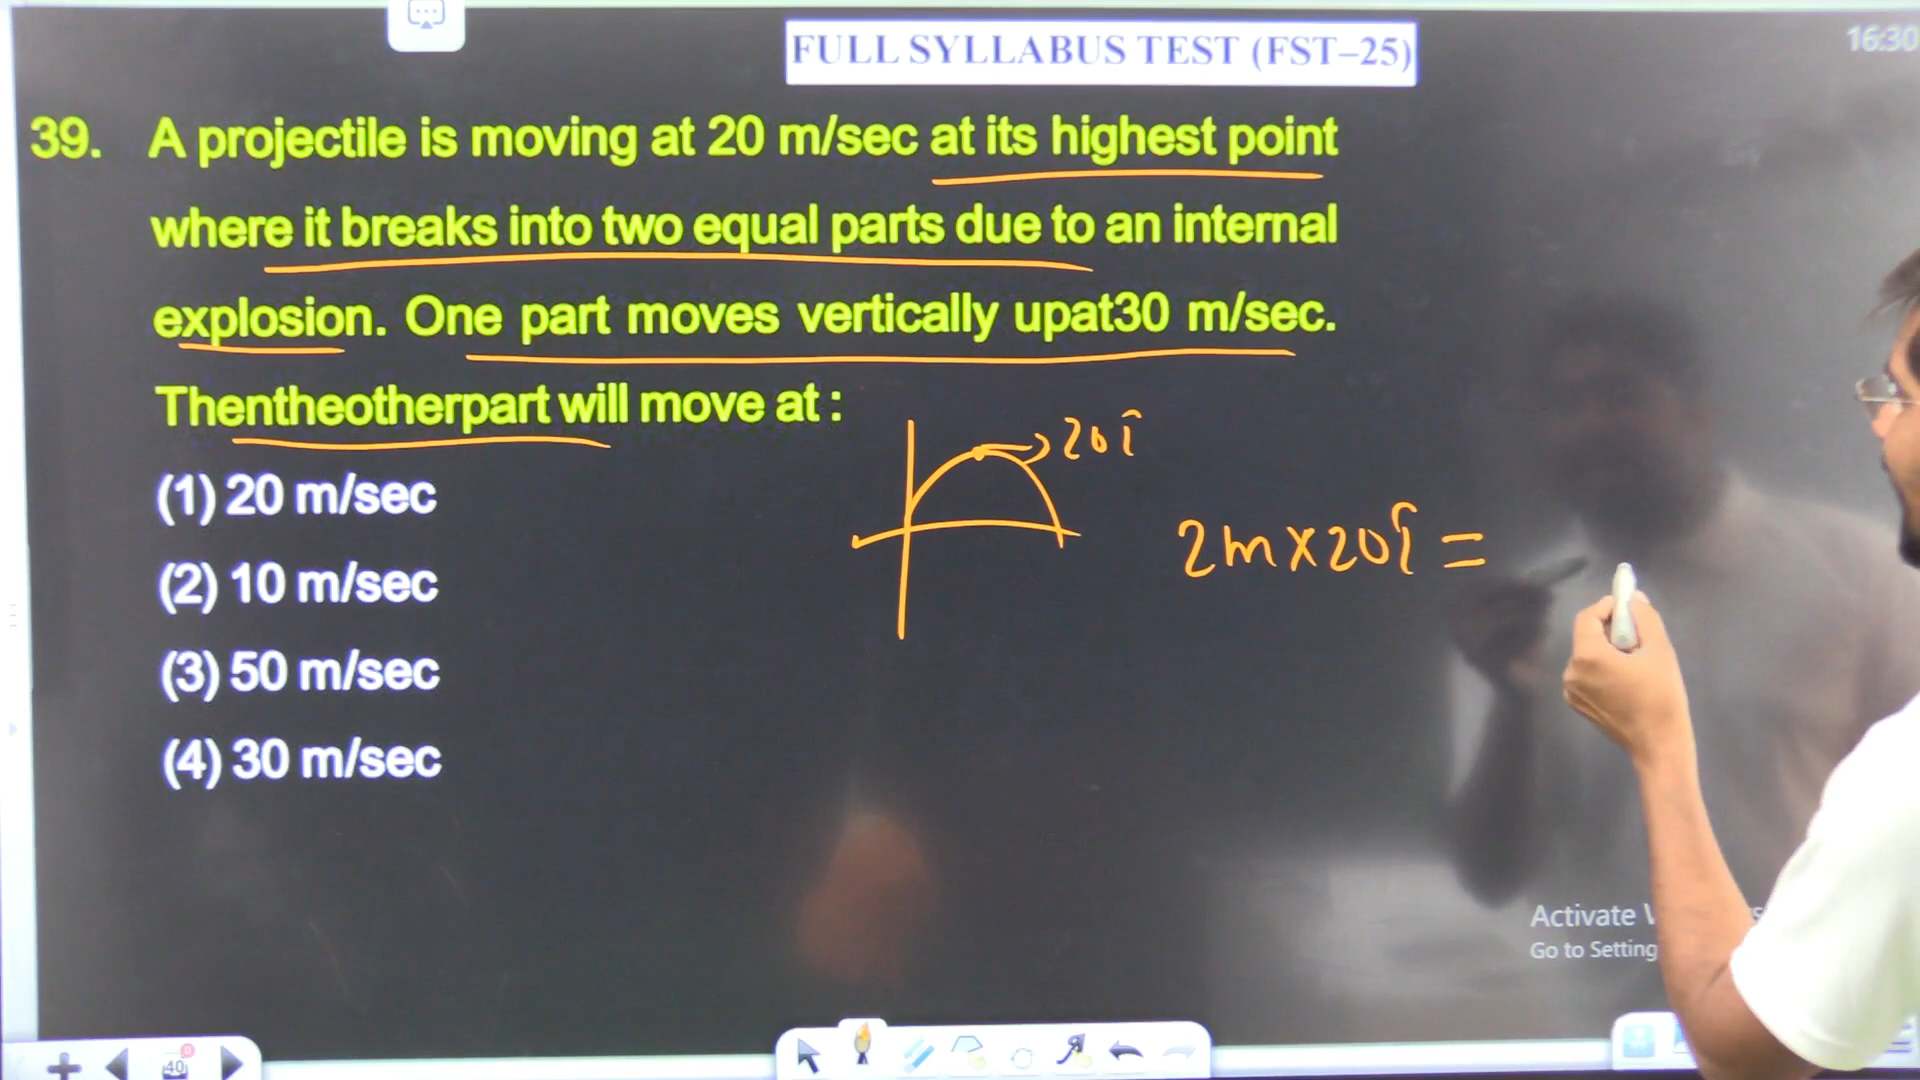 FULL SYLLABUS TEST (FST–25)
16:30
39. A projectile is moving at 20 m/sec at its highest point
where it breaks into two equal parts due to an internal
explosion. One part moves vertically upat30 m/sec.
Thentheotherpart will move at :
20 î
(1) 20 m/sec
2m×20î =
(2) 10 m/sec
(3) 50 m/sec
(4) 30 m/sec
Activate
Go to Setting
40
0